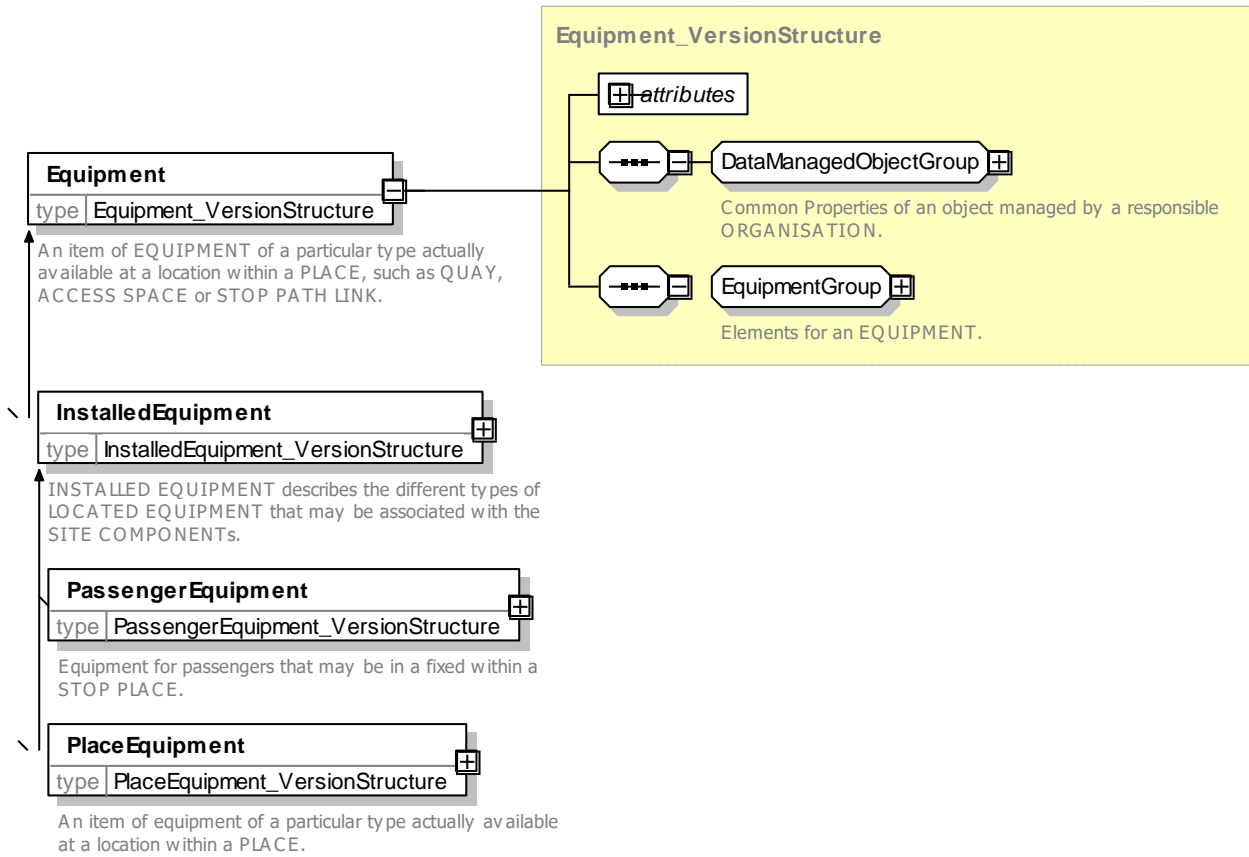 Equipment_VersionStructure
attributes
DataManagedObjectGroup
Common Properties of an object managed by a responsible
ORGANISATION.
EquipmentGroup
Elements for an EQUIPMENT.
Equipment
type Equipment_VersionStructure
An item of EQUIPMENT of a particular type actually
available at a location within a PLACE, such as QUAY,
ACCESS SPACE or STOP PATH LINK.
InstalledEquipment
type InstalledEquipment_VersionStructure
INSTALLED EQUIPMENT describes the different types of
LOCATED EQUIPMENT that may be associated with the
SITE COMPONENTs.
PassengerEquipment
type PassengerEquipment_VersionStructure
Equipment for passengers that may be in a fixed within a
STOP PLACE.
PlaceEquipment
type PlaceEquipment_VersionStructure
An item of equipment of a particular type actually available
at a location within a PLACE.